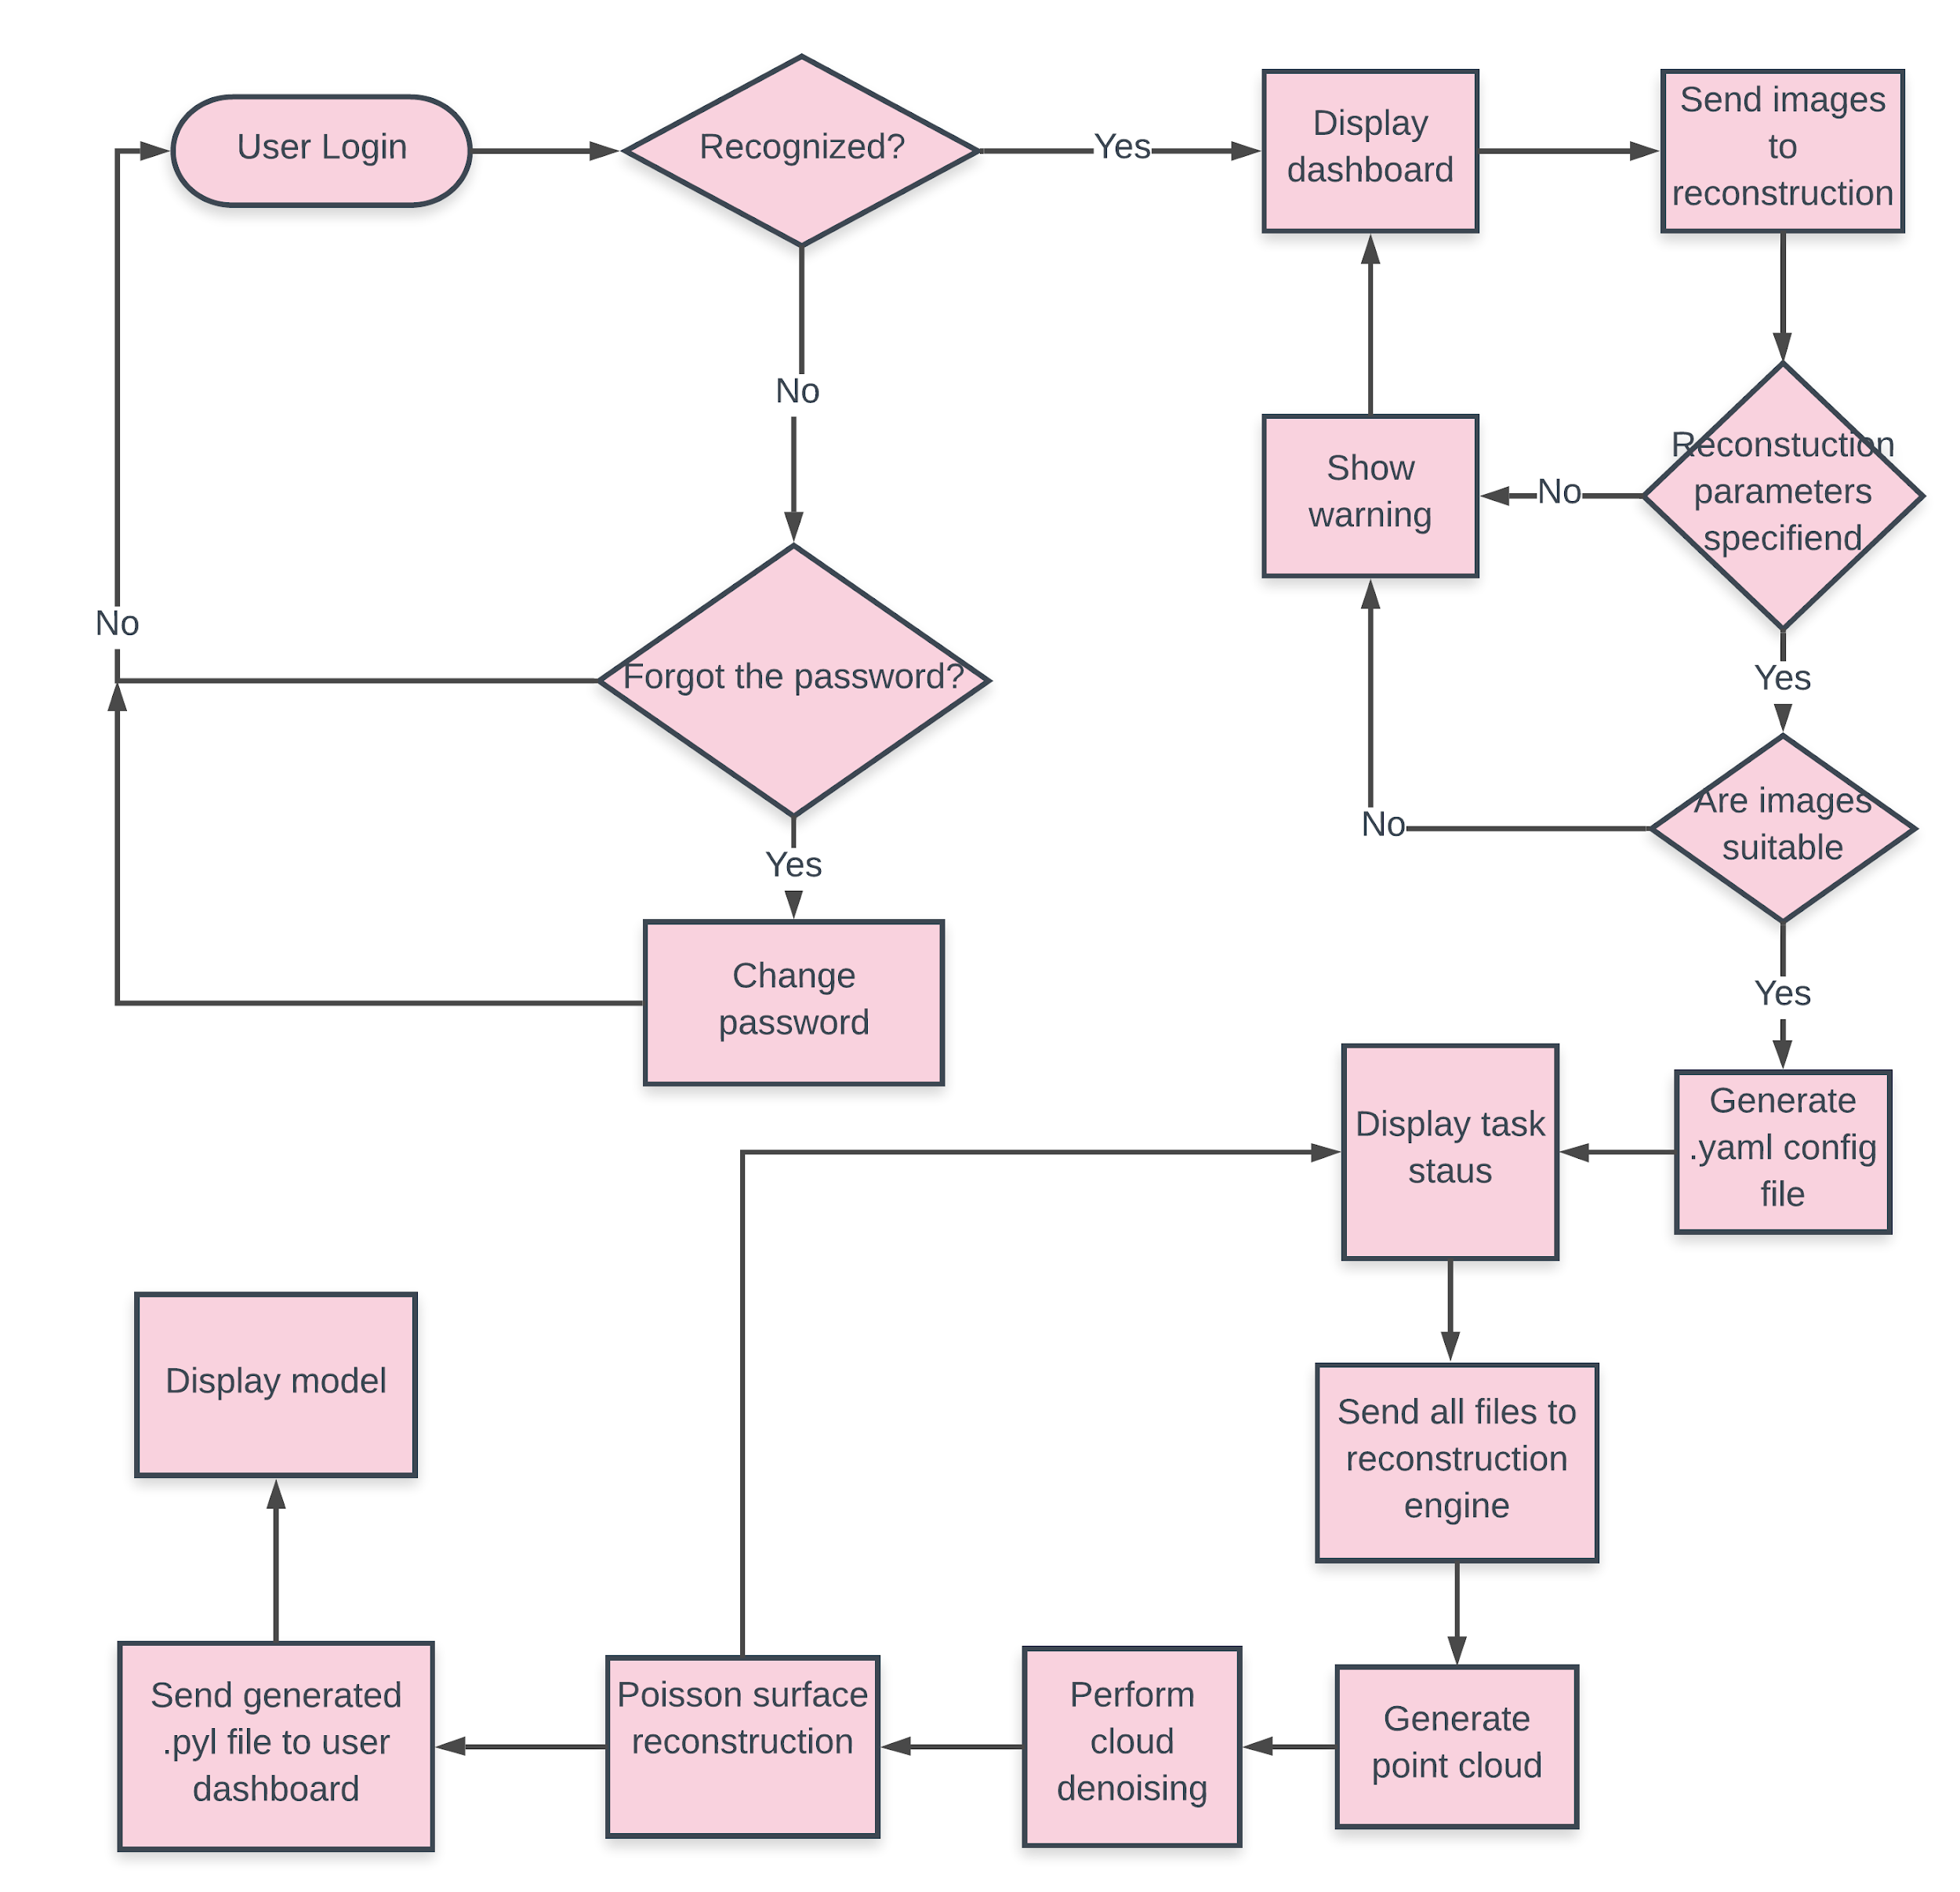 User Login
Recognized?
Yes
Display
dashboard
Send images
to
reconstruction
No
Reconstuction
parameters
specifiend
No
Show
warning
No
Forgot the password?
Yes
Are images
suitable
No
Yes
Change
password
Yes
Generate
.yaml config
file
Display task
staus
Display model
Send all files to
reconstruction
engine
Send generated
.pyl file to user
dashboard
Poisson surface
reconstruction
Perform
cloud
denoising
Generate
point cloud